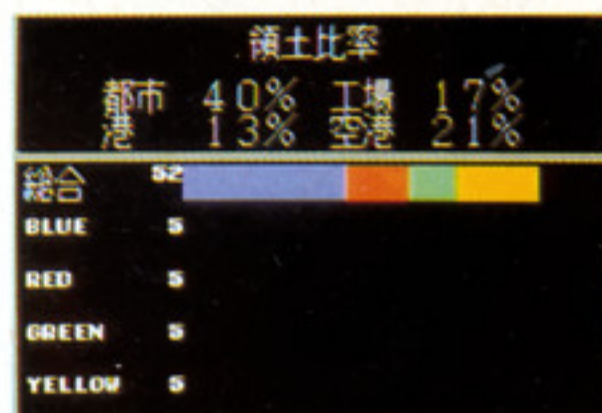 領土比率
都市 40% 工場 17%
港 13% 空港 21%
総合 52
BLUE 5
RED 5
GREEN 5
YELLOW 5